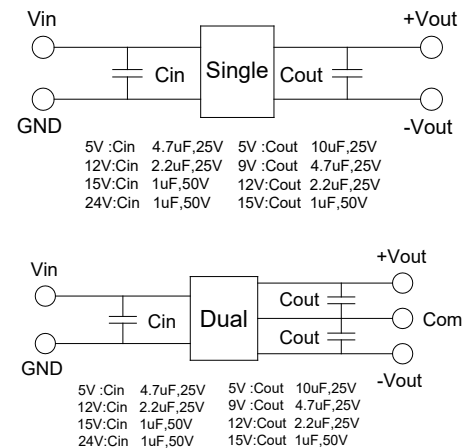 Vin
+Vout
Cin
Single
Cout
GND
-Vout
5V :Cin 4.7uF,25V 5V :Cout 10uF,25V
12V:Cin 2.2uF,25V 9V :Cout 4.7uF,25V
15V:Cin 1uF,50V 12V:Cout 2.2uF,25V
24V:Cin 1uF,50V 15V:Cout 1uF,50V
+Vout
Vin
Cout
Cin
Dual
Com
Cout
GND
-Vout
5V :Cin 4.7uF,25V 5V :Cout 10uF,25V
12V:Cin 2.2uF,25V 9V :Cout 4.7uF,25V
15V:Cin 1uF,50V 12V:Cout 2.2uF,25V
24V:Cin 1uF,50V 15V:Cout 1uF,50V